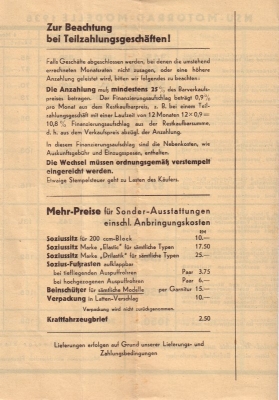 Zur Beachtung
bei Teilzahlungsgeschäften!
Falls Geschäfte abgeschlossen werden, bei denen die umstehend
errechneten Monatsraten nicht zusagen, oder eine höhere
Anzahlung geleistet wird, bitten wir folgendes zu beachten:
Die Anzahlung muß mindestens 25% des Barverkaufs-
preises betragen. Der Finanzierungsaufschlag beträgt 0,9%
pro Monat aus dem Restkaufbarpreis, z. B. bei einem Teil-
zahlungsgeschäft mit einer Laufzeit von 12 Monaten 12 × 0,9 =
10,8 % Finanzierungsaufschlag aus der Restkaufbarsumme,
d. h. aus dem Verkaufspreis abzügl. der Anzahlung.
In diesem Finanzierungsaufschlag sind die Nebenkosten, wie
Auskunftgebühr und Einzugsspesen, enthalten.
Die Wechsel müssen ordnungsgemäß verstempelt
eingereicht werden.
Etwaige Stempelsteuer geht zu Lasten des Käufers.
Mehr-Preise für Sonder-Ausstattungen
einschl. Anbringungskosten
RM
Soziussitz für 200 ccm-Block 10.—
Soziussitz Marke „Elastic" für sämtliche Typen 17.50
Soziussitz Marke „Drilastik" für sämtliche Typen 25.—
Sozius-Fußrasten aufklappbar
bei tiefliegenden Auspuffrohren Paar 3.75
bei hochgezogenen Auspuffrohren Paar 6.—
Beinschützer für sämtliche Modelle per Garnitur 15.—
Verpackung in Latten-Verschlag 10.—
Verpackung wird nicht zurückgenommen.
Kraftfahrzeugbrief 2.50
Lieferungen erfolgen auf Grund unserer Lieferungs- und
Zahlungsbedingungen